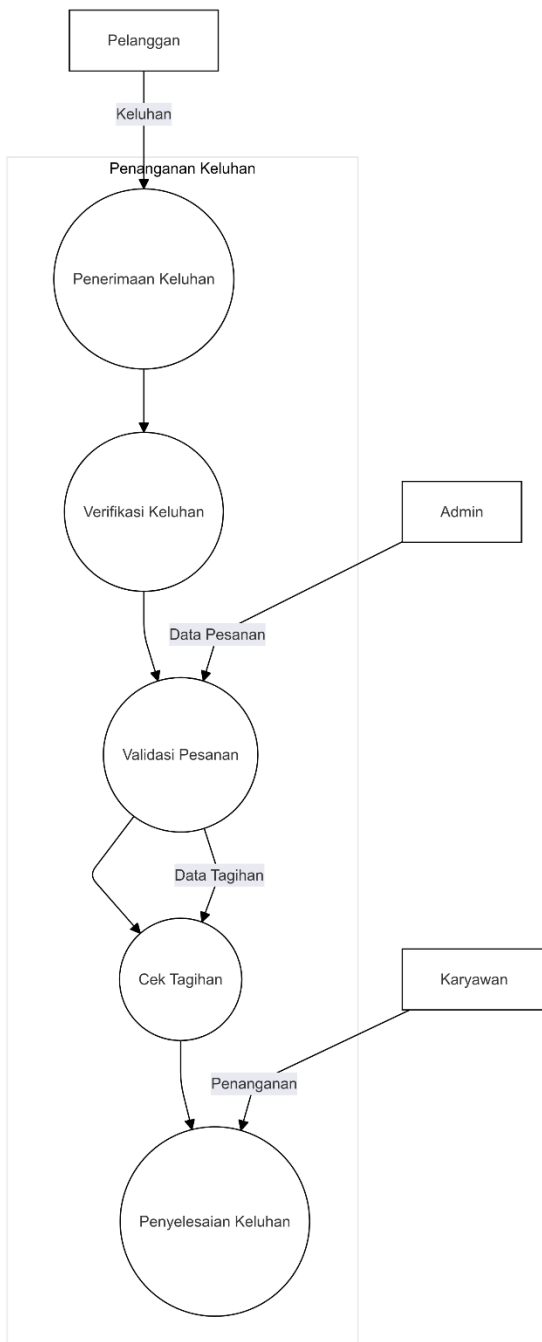 Pelanggan
Keluhan
Penanganan Keluhan
Penerimaan Keluhan
Verifikasi Keluhan
Admin
Data Pesanan
Validasi Pesanan
Data Tagihan
Cek Tagihan
Karyawan
Penanganan
Penyelesaian Keluhan